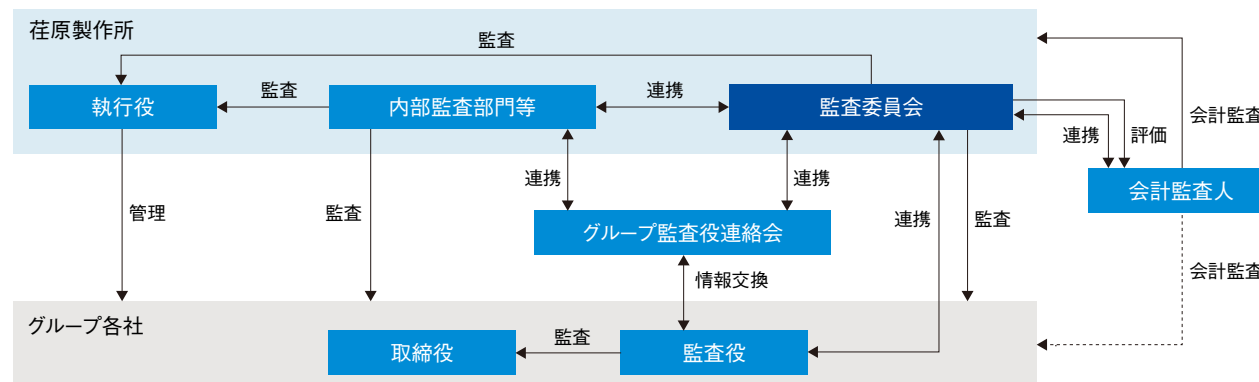 荏原製作所
監査
執行役
監査
内部監査部門等
連携
監査委員会
会計監査
連携
評価
会計監査人
管理
監査
連携
連携
連携
監査
グループ監査役連絡会
情報交換
会計監査
グループ各社
取締役
監査
監査役